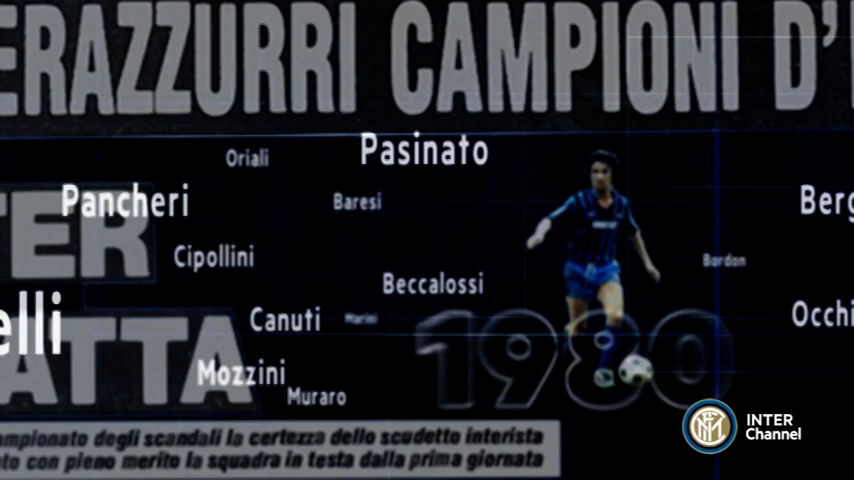 ERAZZURRI CAMPIONI D'I
Oriali
Pasinato
Pancheri
Baresi
Berg
TER
Cipollini
Bordon
Beccalossi
elli
Canuti
Marini
Occhi
ATTA
1980
Mozzini
Muraro
INTER
Channel
ampionato degli scandali la certezza dello scudetto interista
to con pieno merito la squadra in testa dalla prima giornata